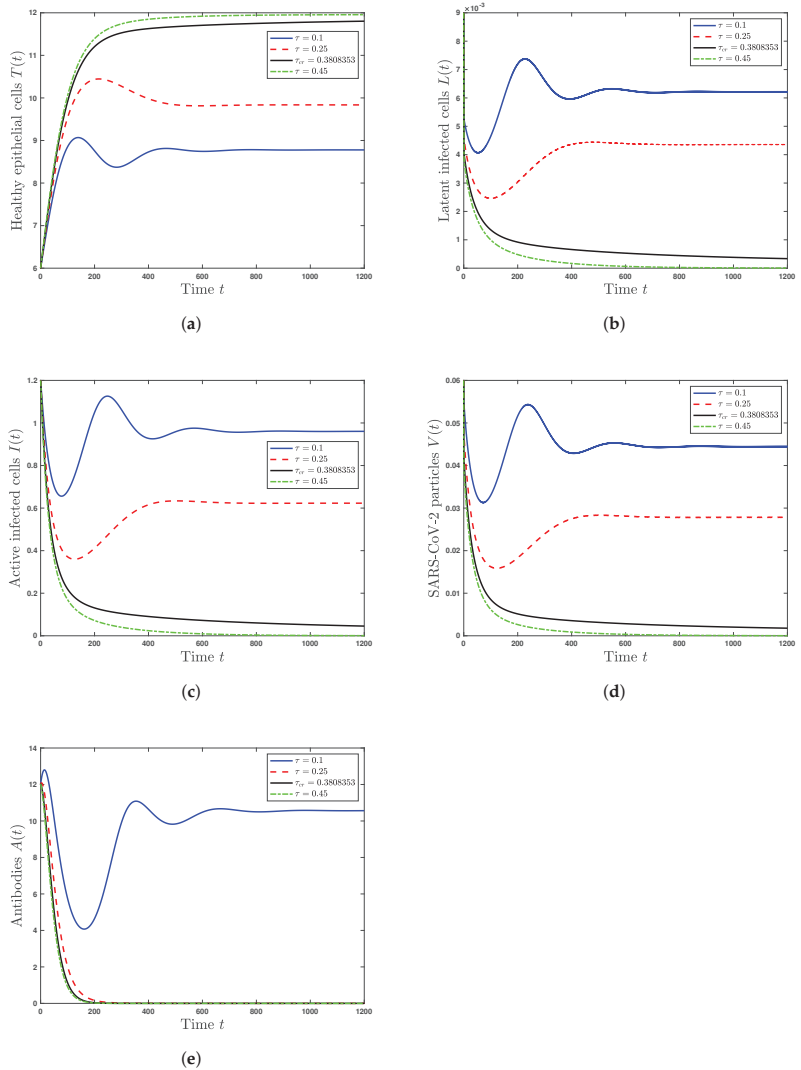 12
11
10
9
8
7
6
0
200
400
600
800
1000
1200
Healthy epithelial cells T(t)
Time t
τ = 0.1
τ = 0.25
τcr = 0.3808353
τ = 0.45
(a)
×10-3
9
8
7
6
5
4
3
2
1
0
0
200
400
600
800
1000
1200
Latent infected cells L(t)
Time t
τ = 0.1
τ = 0.25
τcr = 0.3808353
τ = 0.45
(b)
1.2
1
0.8
0.6
0.4
0.2
0
0
200
400
600
800
1000
1200
Active infected cells I(t)
Time t
τ = 0.1
τ = 0.25
τcr = 0.3808353
τ = 0.45
(c)
0.06
0.05
0.04
0.03
0.02
0.01
0
0
200
400
600
800
1000
1200
SARS-CoV-2 particles V(t)
Time t
τ = 0.1
τ = 0.25
τcr = 0.3808353
τ = 0.45
(d)
14
12
10
8
6
4
2
0
0
200
400
600
800
1000
1200
Antibodies A(t)
Time t
τ = 0.1
τ = 0.25
τcr = 0.3808353
τ = 0.45
(e)